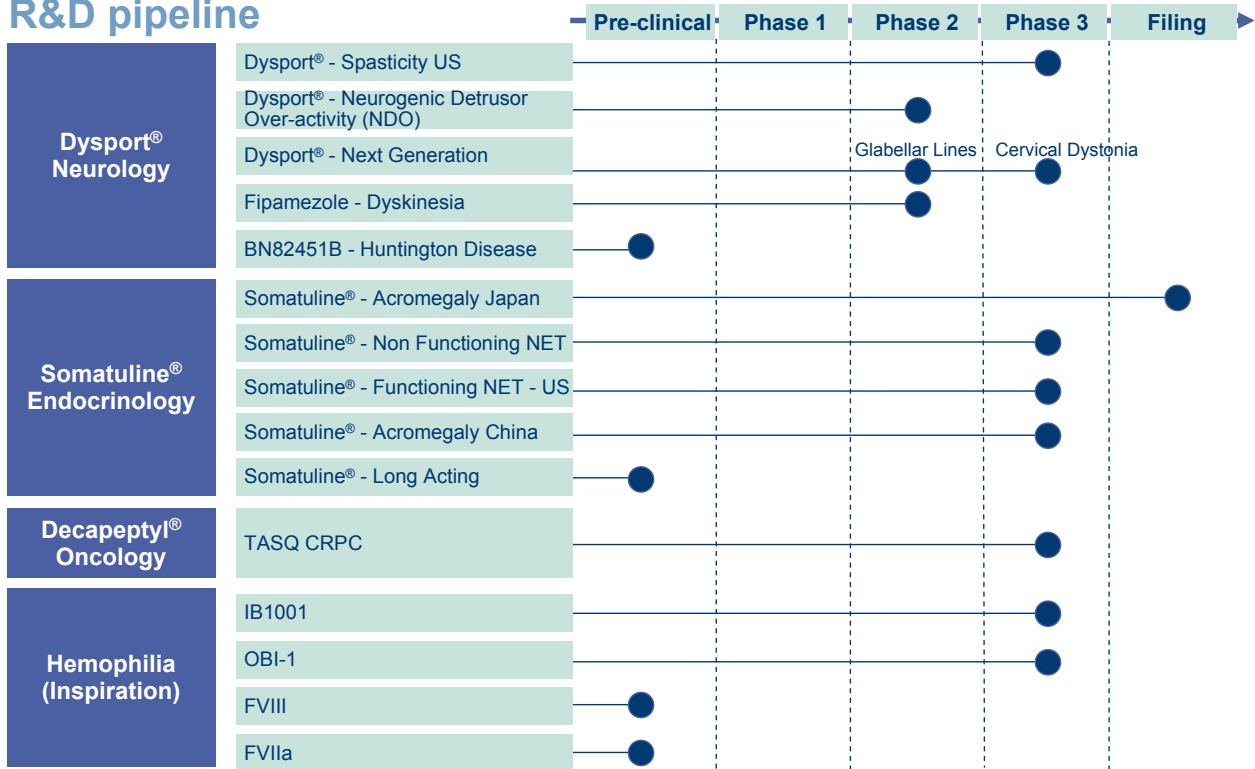 R&D pipeline
Pre-clinical
Phase 1
Phase 2
Phase 3
Filing
Dysport®
Neurology
Dysport® - Spasticity US
Dysport® - Neurogenic Detrusor
Over-activity (NDO)
Dysport® - Next Generation
Glabellar Lines
Cervical Dystonia
Fipamezole - Dyskinesia
BN82451B - Huntington Disease
Somatuline®
Endocrinology
Somatuline® - Acromegaly Japan
Somatuline® - Non Functioning NET
Somatuline® - Functioning NET - US
Somatuline® - Acromegaly China
Somatuline® - Long Acting
Decapeptyl®
Oncology
TASQ CRPC
Hemophilia
(Inspiration)
IB1001
OBI-1
FVIII
FVIIa